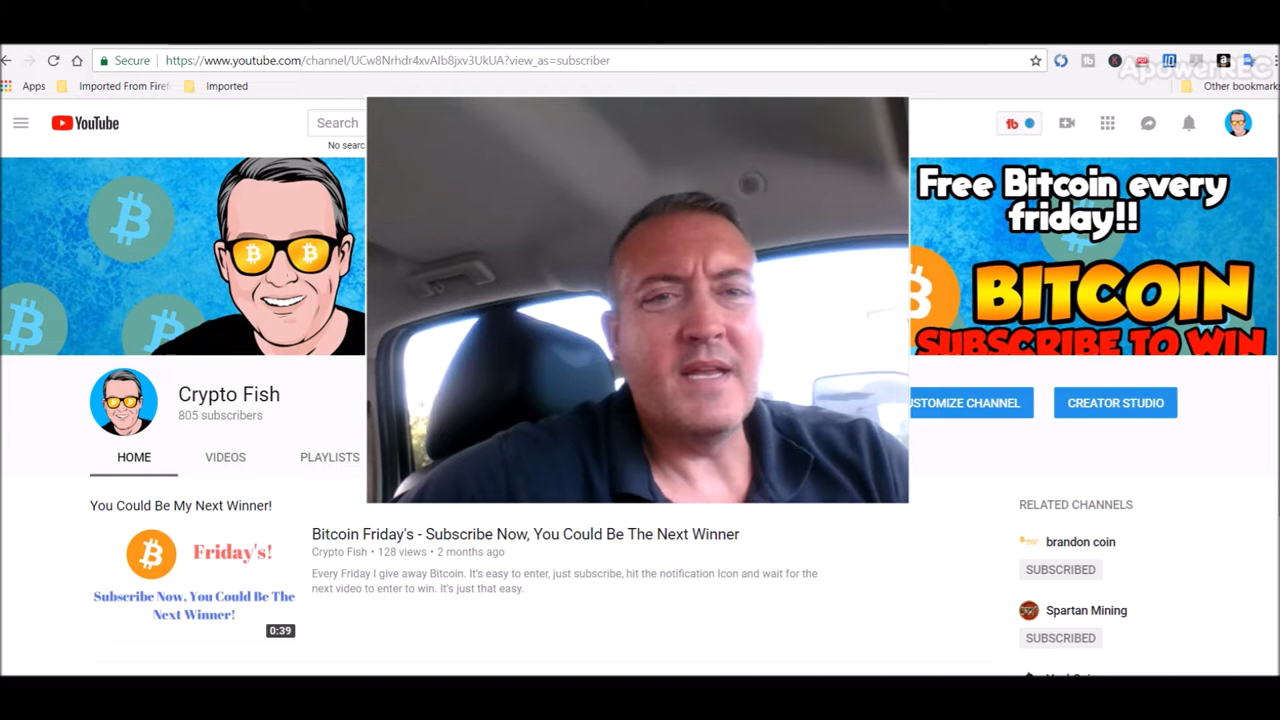 Secure
https://www.youtube.com/channel/UCw8Nrhdr4xvAIb8jxv3UkUA?view_as=subscriber
ApowerREC
Apps
Imported From Firef
Imported
Other bookmarks
YouTube
Search
No searc
Free Bitcoin every
friday!!
BITCOIN
SUBSCRIBE TO WIN
Crypto Fish
805 subscribers
USTOMIZE CHANNEL
CREATOR STUDIO
HOME
VIDEOS
PLAYLISTS
You Could Be My Next Winner!
RELATED CHANNELS
Friday's!
Subscribe Now, You Could Be The
Next Winner!
0:39
Bitcoin Friday's - Subscribe Now, You Could Be The Next Winner
Crypto Fish • 128 views • 2 months ago
Every Friday I give away Bitcoin. It's easy to enter, just subscribe, hit the notification Icon and wait for the
next video to enter to win. It's just that easy.
brandon coin
SUBSCRIBED
Spartan Mining
SUBSCRIBED